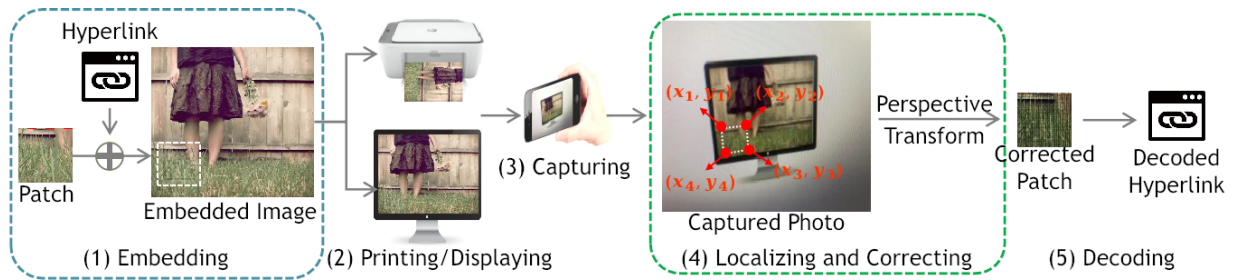 Hyperlink
Patch
Embedded Image
(1) Embedding
(2) Printing/Displaying
(3) Capturing
(x₁, y₁)
(x₂, y₂)
(x₄, y₄)
(x₃, y₃)
Captured Photo
(4) Localizing and Correcting
Perspective
Transform
Corrected
Patch
Decoded
Hyperlink
(5) Decoding